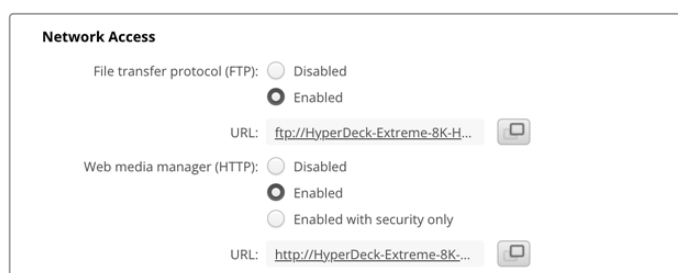 Network Access
File transfer protocol (FTP): Disabled
Enabled
URL: ftp://HyperDeck-Extreme-8K-H...
Web media manager (HTTP): Disabled
Enabled
Enabled with security only
URL: http://HyperDeck-Extreme-8K-...